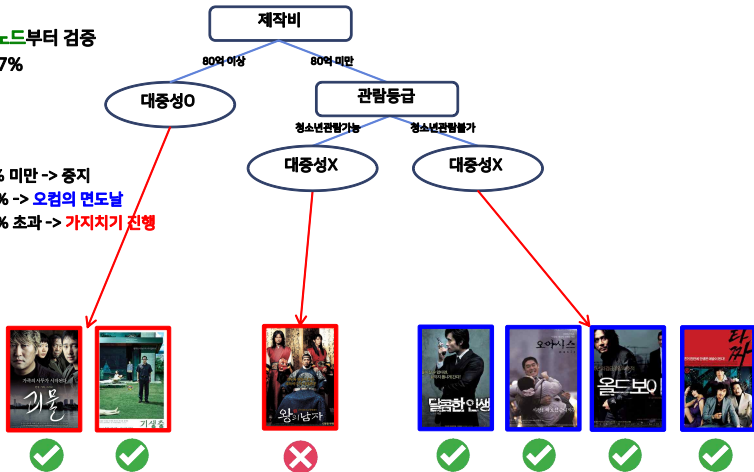 제작비
노드부터 검증
7%
80억 이상
80억 미만
대중성O
관람등급
청소년관람가능
청소년관람불가
대중성X
대중성X
% 미만 -> 중지
% -> 오컴의 면도날
% 초과 -> 가지치기 진행
괴물
기생충
왕의 남자
달콤한 인생
오아시스
올드보이
타짜